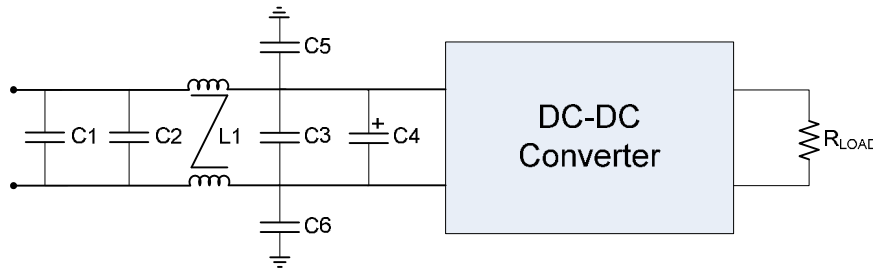 C5
C1
C2
L1
C3
+
C4
DC-DC
Converter
RLOAD
C6